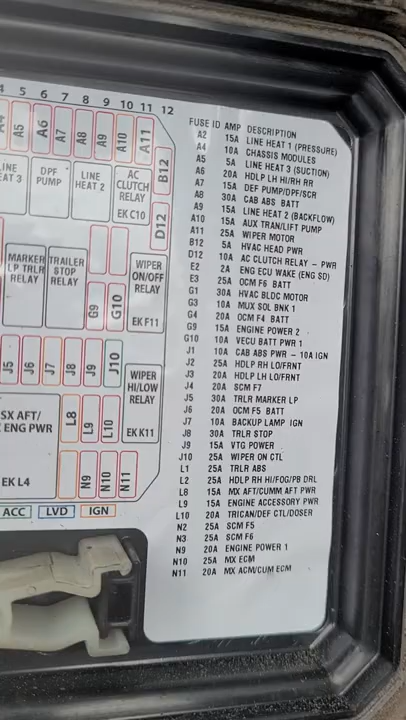 4 5 6 7 8 9 10 11 12
A4 A5 A6 A7 A8 A9 A10 A11
B12
LINE
HEAT 3
DPF
PUMP
LINE
HEAT 2
AC
CLUTCH
RELAY
EK C10
D12
MARKER
LP TRLR
RELAY
TRAILER
STOP
RELAY
WIPER
ON/OFF
RELAY
EK F11
G9 G10
J5 J6 J7 J8 J9 J10
WIPER
HI/LOW
RELAY
EK K11
SX AFT/
ENG PWR
EK L4
L8 L9 L10
N9 N10 N11
ACC LVD IGN
FUSE ID AMP DESCRIPTION
A2 15A LINE HEAT 1 (PRESSURE)
A4 10A CHASSIS MODULES
A5 5A LINE HEAT 3 (SUCTION)
A6 20A HDLP LH HI/RH RR
A7 15A DEF PUMP/DPF/SCR
A8 30A CAB ABS BATT
A9 15A LINE HEAT 2 (BACKFLOW)
A10 15A AUX TRAN/LIFT PUMP
A11 25A WIPER MOTOR
B12 5A HVAC HEAD PWR
D12 10A AC CLUTCH RELAY - PWR
E2 2A ENG ECU WAKE (ENG SD)
E3 25A OCM F6 BATT
G1 30A HVAC BLDC MOTOR
G3 10A MUX SOL BNK 1
G4 20A OCM F4 BATT
G9 15A ENGINE POWER 2
G10 10A VECU BATT PWR 1
J1 10A CAB ABS PWR - 10A IGN
J2 25A HDLP RH LO/FRNT
J3 20A HDLP LH LO/FRNT
J4 20A SCM F7
J5 30A TRLR MARKER LP
J6 20A OCM F5 BATT
J7 10A BACKUP LAMP IGN
J8 30A TRLR STOP
J9 15A VTG POWER
J10 25A WIPER ON CTL
L1 25A TRLR ABS
L2 25A HDLP RH HI/FOG/PB DRL
L8 15A MX AFT/CUMM AFT PWR
L9 15A ENGINE ACCESSORY PWR
L10 20A TRICAN/DEF CTL/DOSER
N2 25A SCM F5
N3 25A SCM F6
N9 20A ENGINE POWER 1
N10 25A MX ECM
N11 20A MX ACM/CUM ECM